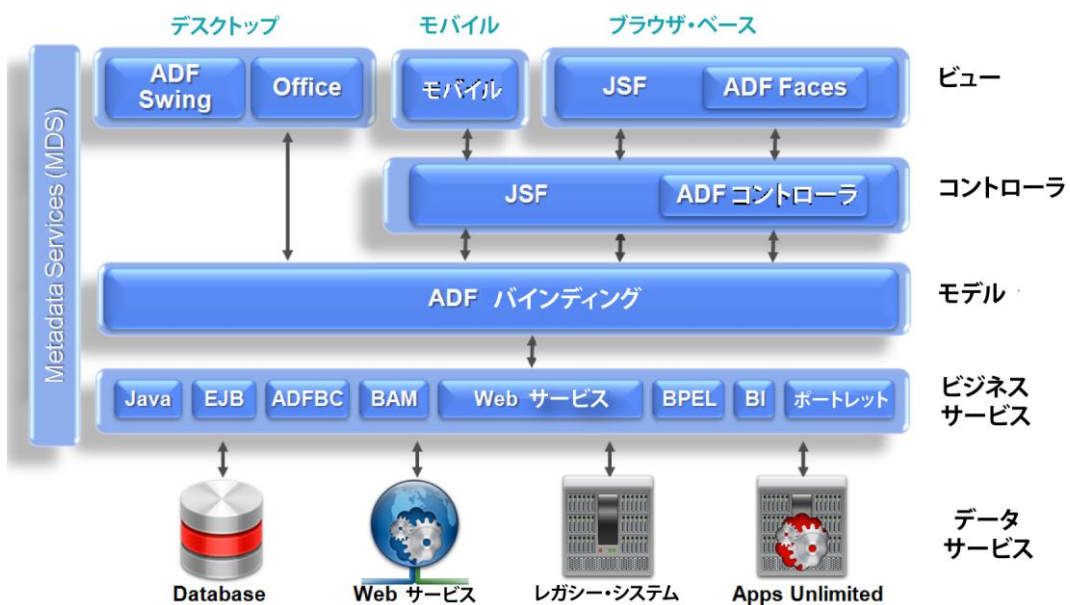 デスクトップ
モバイル
ブラウザ・ベース
Metadata Services (MDS)
ADF
Swing
Office
モバイル
JSF
ADF Faces
ビュー
JSF
ADF コントローラ
コントローラ
ADF バインディング
モデル
Java
EJB
ADFBC
BAM
Web サービス
BPEL
BI
ポートレット
ビジネス
サービス
Database
Web サービス
レガシー・システム
Apps Unlimited
データ
サービス